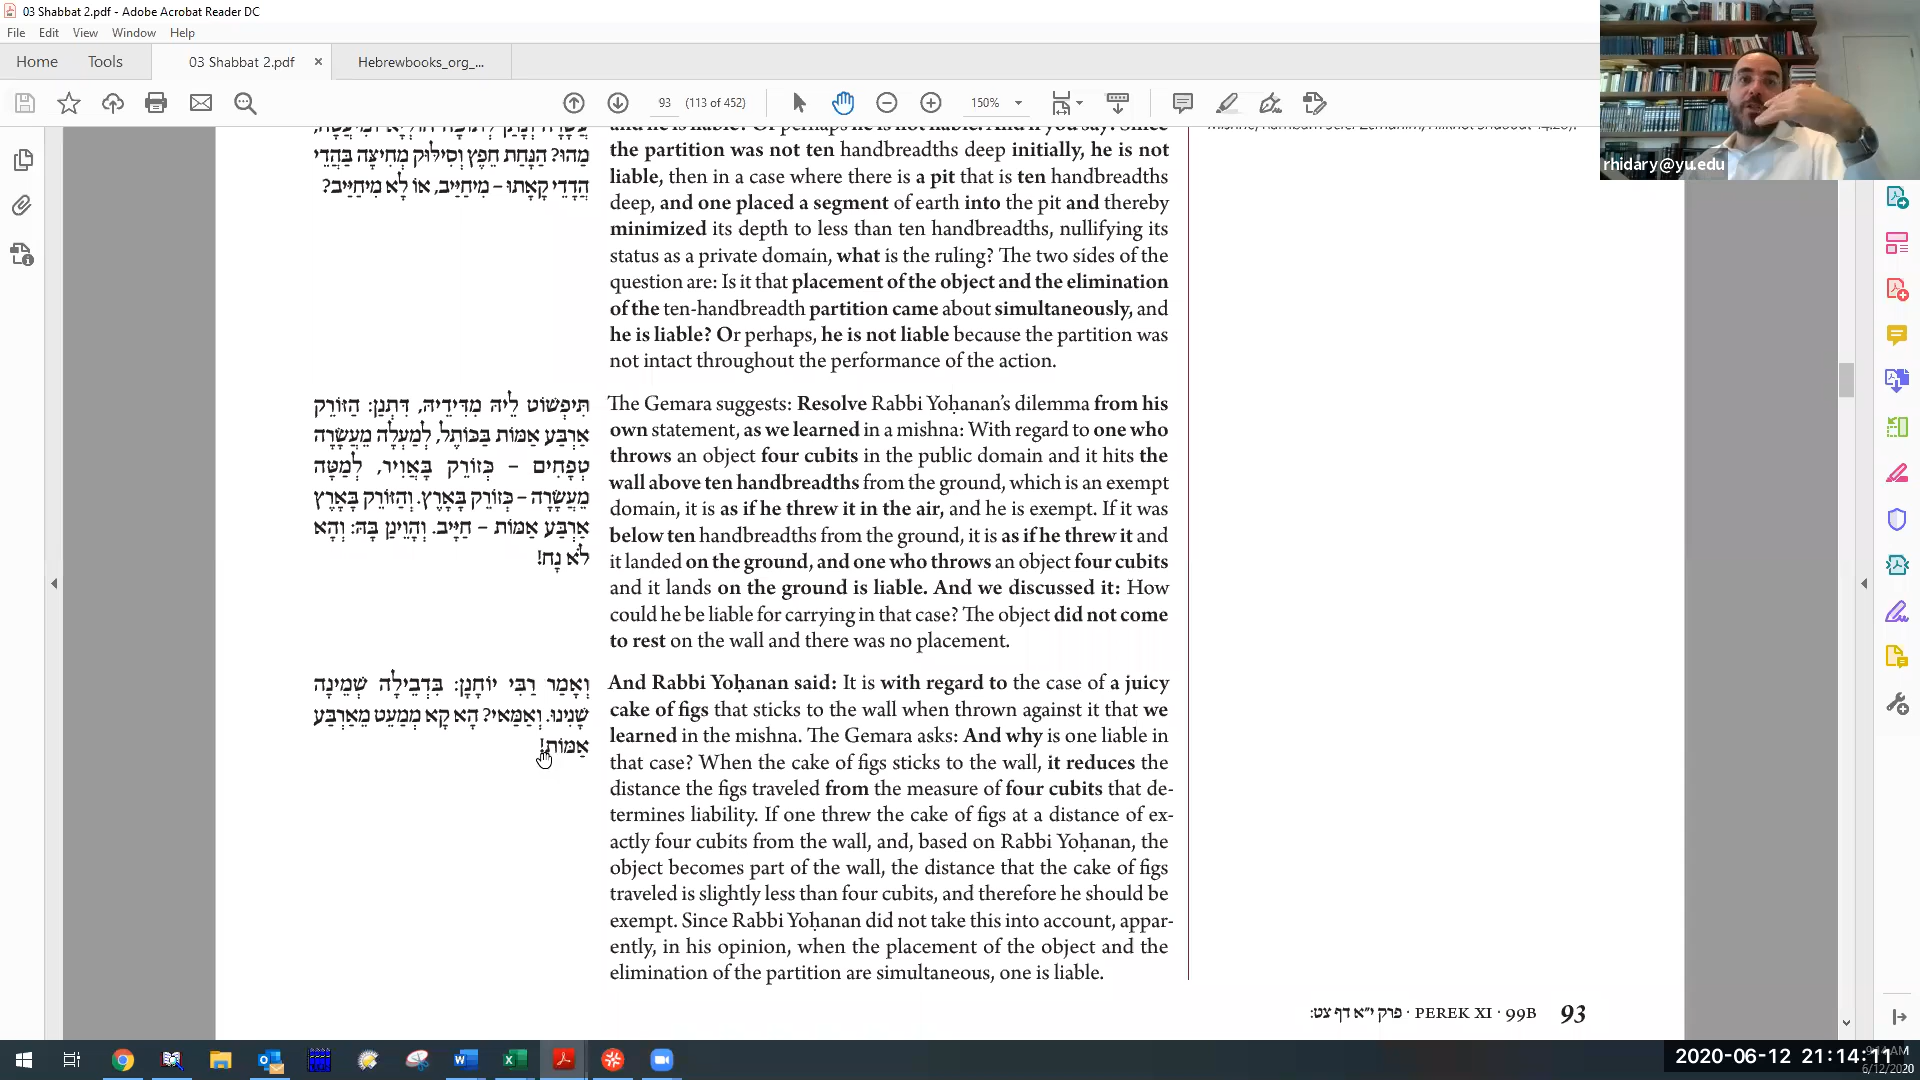 03 Shabbat 2.pdf - Adobe Acrobat Reader DC
File Edit View Window Help
Home Tools 03 Shabbat 2.pdf × Hebrewbooks_org_...
93 (113 of 452) 150%
rhidary@yu.edu
and he is liable? Or perhaps he is not liable. And if you say: Since
the partition was not ten handbreadths deep initially, he is not
liable, then in a case where there is a pit that is ten handbreadths
deep, and one placed a segment of earth into the pit and thereby
minimized its depth to less than ten handbreadths, nullifying its
status as a private domain, what is the ruling? The two sides of the
question are: Is it that placement of the object and the elimination
of the ten-handbreadth partition came about simultaneously, and
he is liable? Or perhaps, he is not liable because the partition was
not intact throughout the performance of the action.
מַהוּ? הַנָּחַת חֵפֶץ וְסִילּוּק מְחִיצָה בַּהֲדֵי
הֲדָדֵי קָאָתוּ – מִיחַיַּיב, אוֹ לָא מִיחַיַּיב?
The Gemara suggests: Resolve Rabbi Yoḥanan’s dilemma from his
own statement, as we learned in a mishna: With regard to one who
throws an object four cubits in the public domain and it hits the
wall above ten handbreadths from the ground, which is an exempt
domain, it is as if he threw it in the air, and he is exempt. If it was
below ten handbreadths from the ground, it is as if he threw it and
it landed on the ground, and one who throws an object four cubits
and it lands on the ground is liable. And we discussed it: How
could he be liable for carrying in that case? The object did not come
to rest on the wall and there was no placement.
תִּיפְשׁוֹט לֵיהּ מִדִּידֵיהּ, דִּתְנַן: הַזּוֹרֵק
אַרְבַּע אַמּוֹת בַּכּוֹתֶל, לְמַעְלָה מֵעֲשָׂרָה
טְפָחִים – כְּזוֹרֵק בָּאֲוִיר, לְמַטָּה
מֵעֲשָׂרָה – כְּזוֹרֵק בָּאָרֶץ. וְהַזּוֹרֵק בָּאָרֶץ
אַרְבַּע אַמּוֹת – חַיָּיב. וְהָוֵינַן בָּהּ: וְהָא
לֹא נָח!
And Rabbi Yoḥanan said: It is with regard to the case of a juicy
cake of figs that sticks to the wall when thrown against it that we
learned in the mishna. The Gemara asks: And why is one liable in
that case? When the cake of figs sticks to the wall, it reduces the
distance the figs traveled from the measure of four cubits that de-
termines liability. If one threw the cake of figs at a distance of ex-
actly four cubits from the wall, and, based on Rabbi Yoḥanan, the
object becomes part of the wall, the distance that the cake of figs
traveled is slightly less than four cubits, and therefore he should be
exempt. Since Rabbi Yoḥanan did not take this into account, appar-
ently, in his opinion, when the placement of the object and the
elimination of the partition are simultaneous, one is liable.
וְאָמַר רַבִּי יוֹחָנָן: בִּדְבֵילָה שְׁמֵינָה
שָׁנִינוּ. וְאַמַּאי? הָא קָא מְמַעֵט מֵאַרְבַּע
אַמּוֹת!
פרק י״א דף צט: · PEREK XI · 99B 93
2020-06-12 21:14:11
6/12/2020